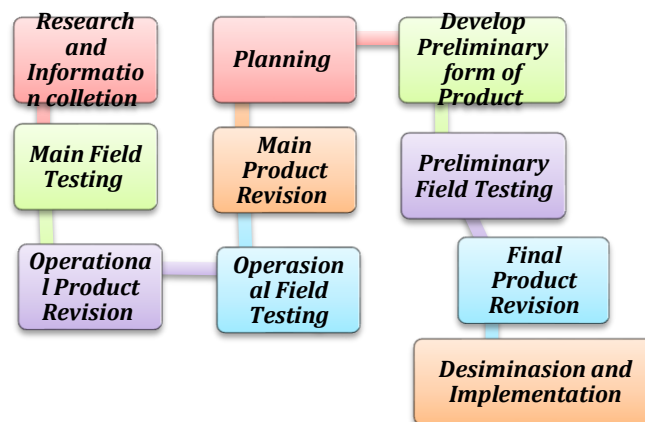 Research
and
Informatio
n colletion
Main Field
Testing
Operationa
l Product
Revision
Operasion
al Field
Testing
Main
Product
Revision
Planning
Develop
Preliminary
form of
Product
Preliminary
Field Testing
Final
Product
Revision
Desiminasion and
Implementation